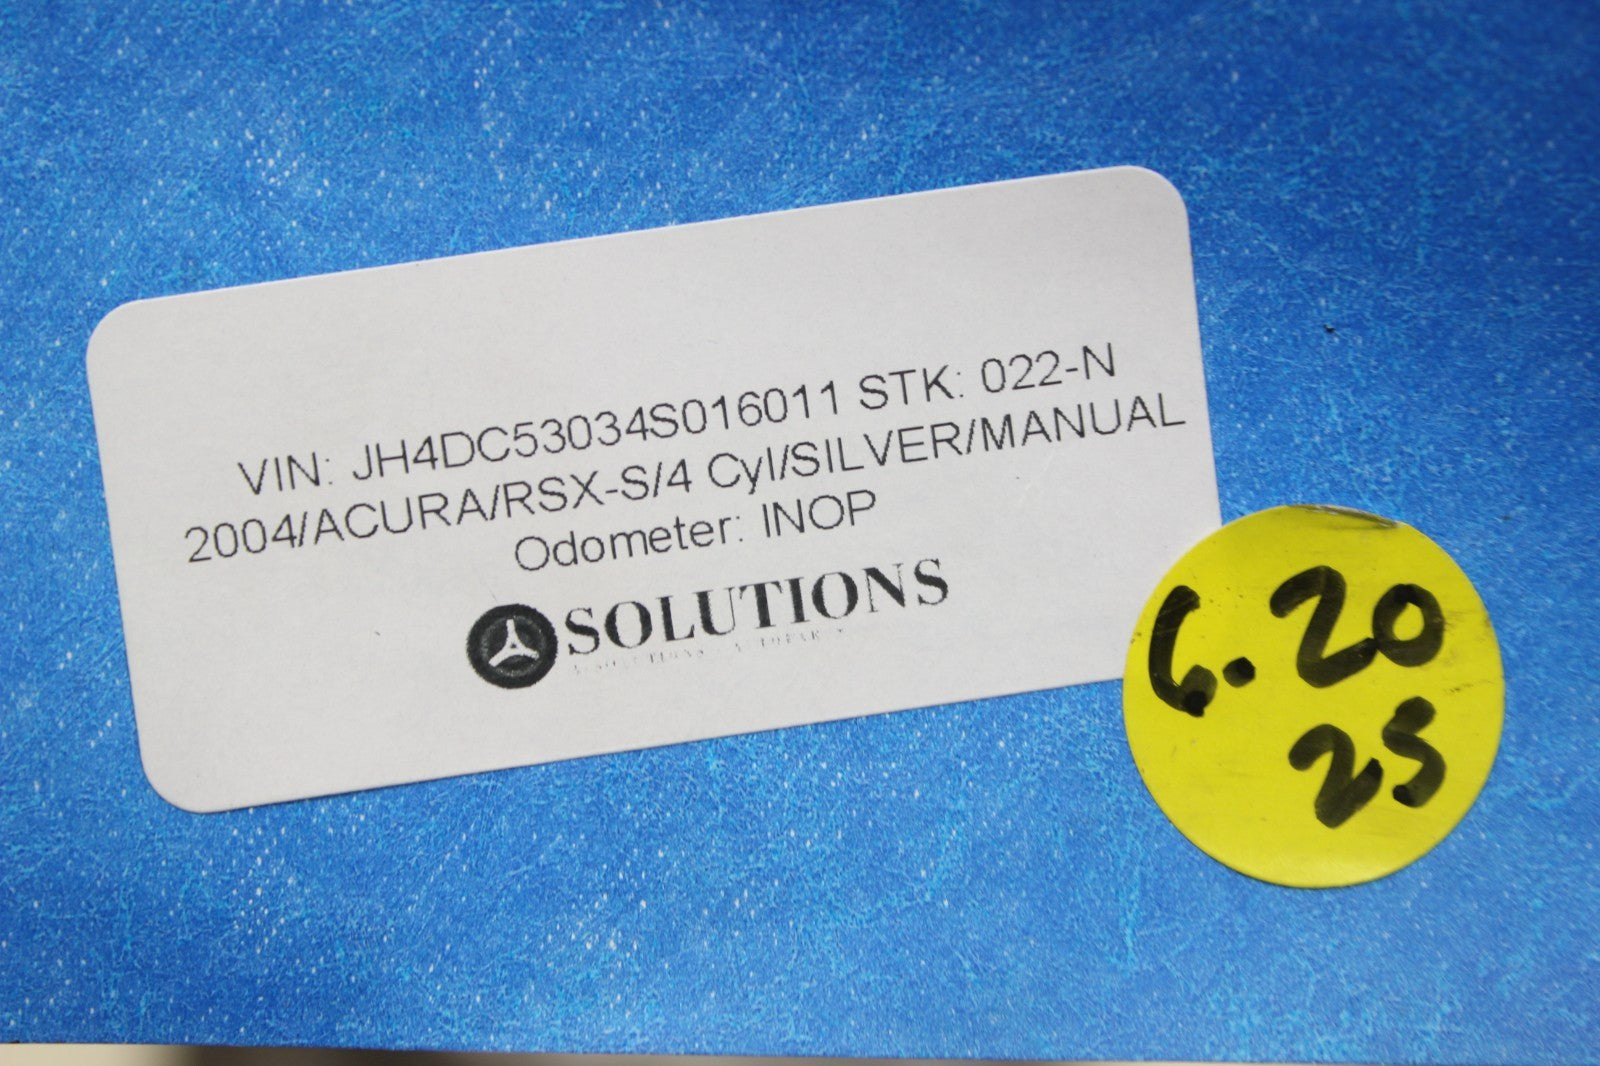 VIN: JH4DC53034S016011 STK: 022-N
2004/ACURA/RSX-S/4 Cyl/SILVER/MANUAL
Odometer: INOP
SOLUTIONS
6.20
25